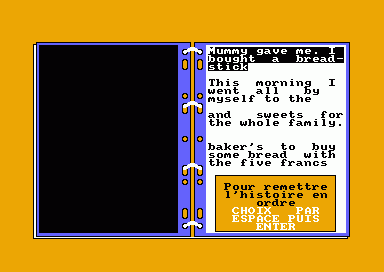 Mummy gave me. I
bought a bread-
stick
This morning I
went all by
myself to the
and sweets for
the whole family.
baker's to buy
some bread with
the five francs
Pour remettre
l'histoire en
ordre
CHOIX PAR
ESPACE PUIS
ENTER